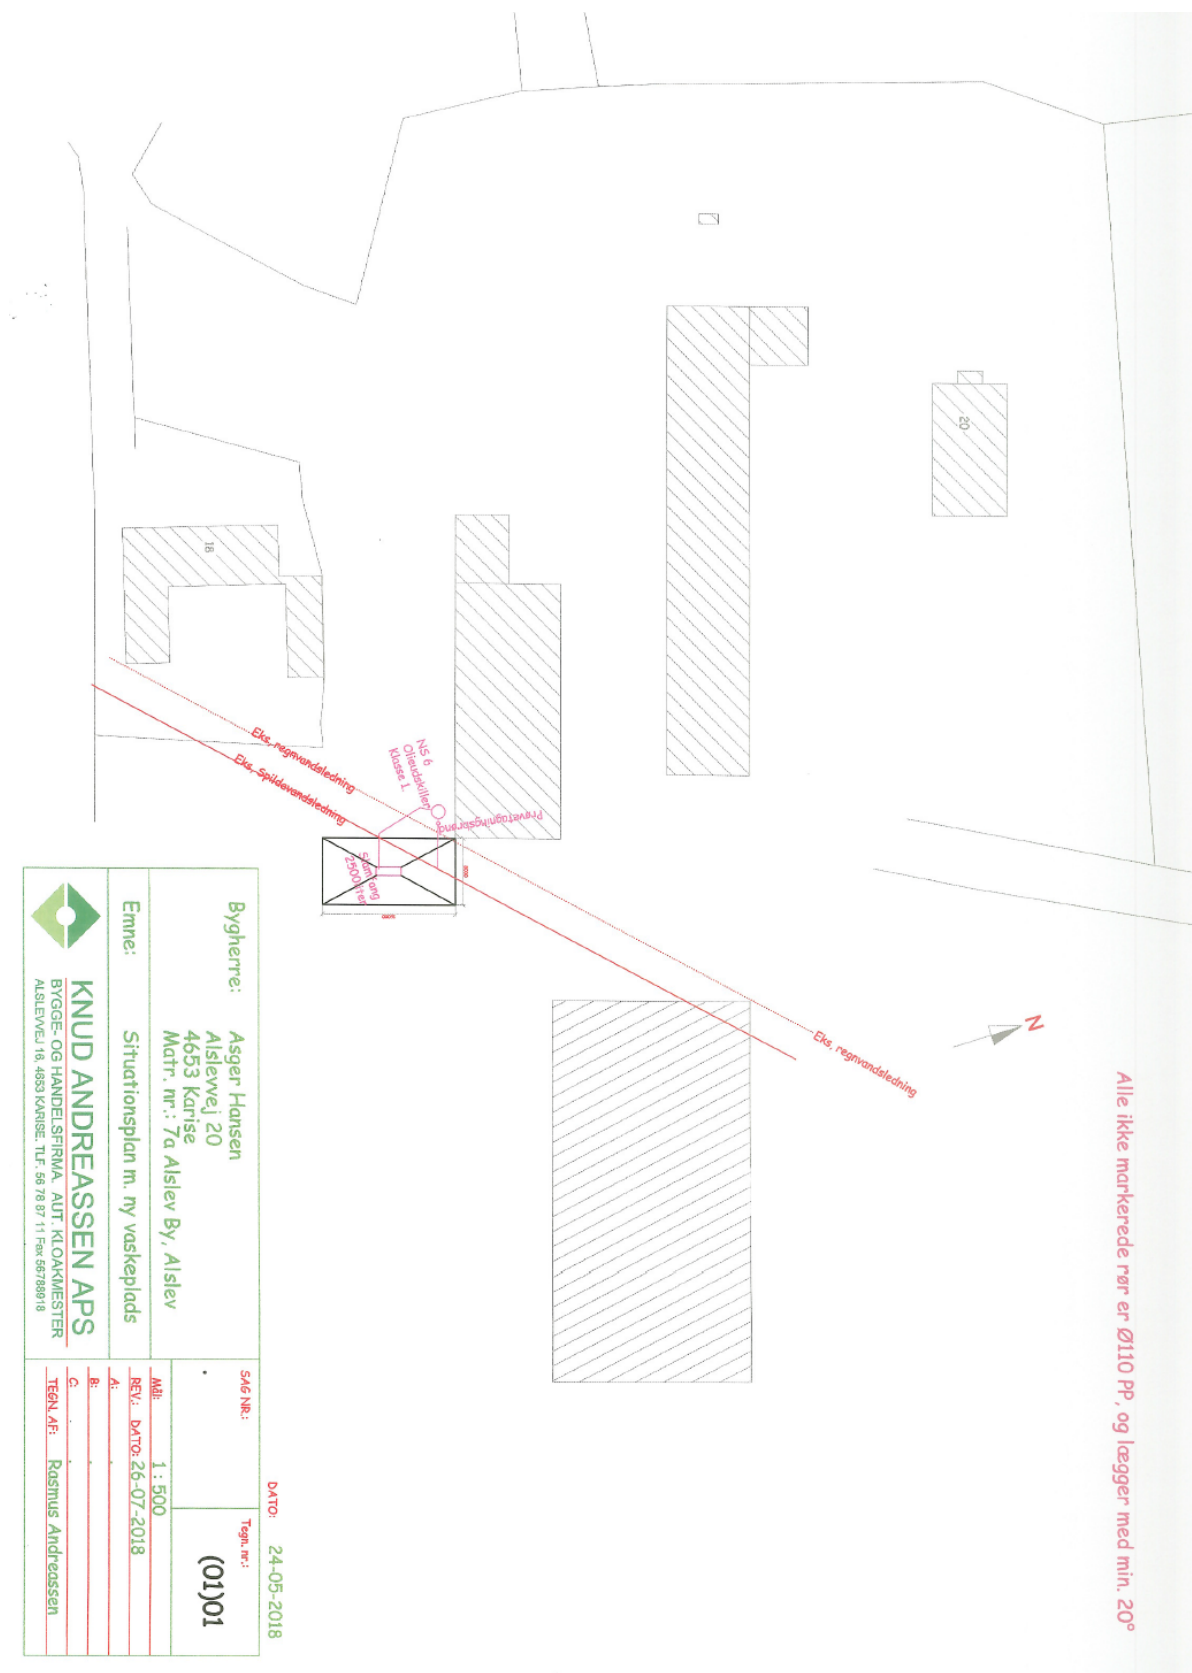 Alle ikke markerede rør er Ø110 PP, og lægger med min. 20°
N
20
18
Eks, regnvandsledning
Eks, regnvandsledning
Eks, Spildevandsledning
NS 6
Olieudskiller
Klasse 1.
Prøvetagningsbrønd
Slamfang
2500 liter
DATO: 24-05-2018
Bygherre: Asger Hansen
Alslevvej 20
4653 Karise
Matr. nr.: 7a Alslev By, Alslev
Emne: Situationsplan m. ny vaskeplads
SAG NR.:
Tegn. nr.:
(01)01
Mål: 1 : 500
REV.: DATO: 26-07-2018
A:
B:
C:
TEGN. AF: Rasmus Andreassen
KNUD ANDREASSEN APS
BYGGE- OG HANDELSFIRMA. AUT. KLOAKMESTER
ALSLEVVEJ 16, 4653 KARISE. TLF. 56 78 87 11 Fax 56788918